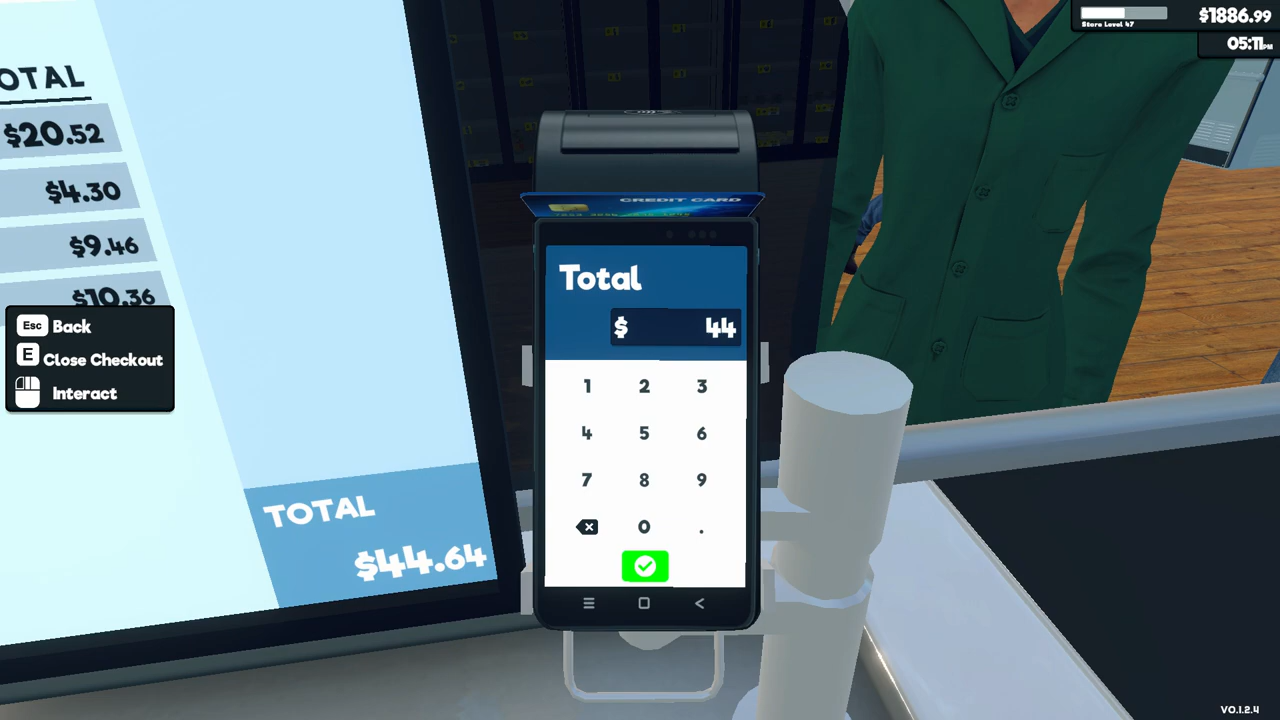 OTAL
$20.52
$4.30
$9.46
$10.36
Esc Back
E Close Checkout
Interact
TOTAL
$44.64
CREDIT CARD
Total
$ 44
1 2 3
4 5 6
7 8 9
0 .
Store Level 47
$1886.99
05:11PM
V0.1.2.4